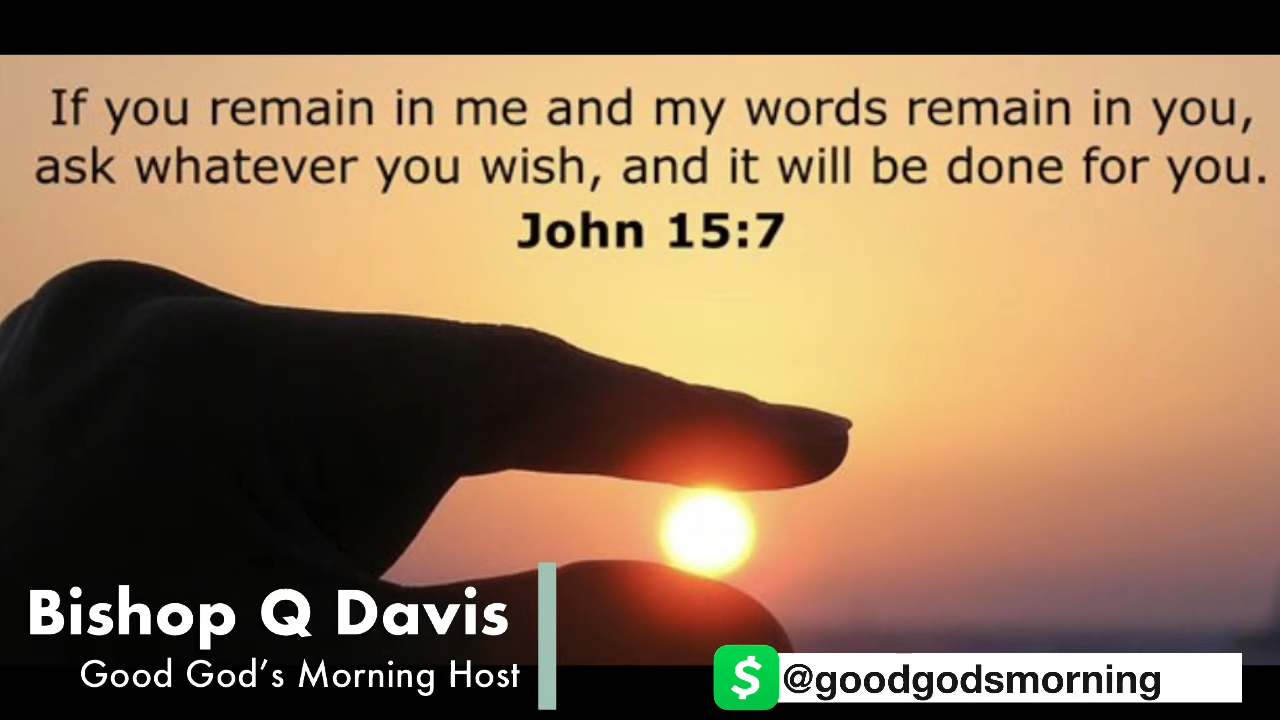 If you remain in me and my words remain in you,
ask whatever you wish, and it will be done for you.
John 15:7
Bishop Q Davis
Good God’s Morning Host
$ @goodgodsmorning